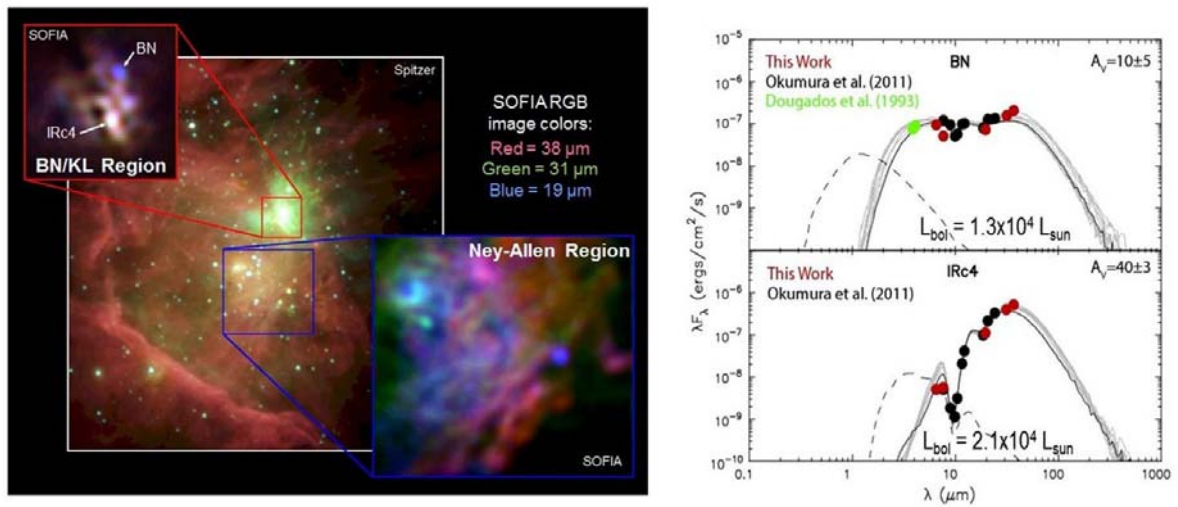 SOFIA
BN
IRc4
BN/KL Region
Spitzer
SOFIARGB
image colors:
Red = 38 μm
Green = 31 μm
Blue = 19 μm
Ney-Allen Region
SOFIA
10⁻⁵
10⁻⁶
10⁻⁷
10⁻⁸
10⁻⁹
This Work
Okumura et al. (2011)
Dougados et al. (1993)
BN
Aᵥ=10±5
L_bol = 1.3x10⁴ L_sun
10⁻⁶
10⁻⁷
10⁻⁸
10⁻⁹
10⁻¹⁰
This Work
Okumura et al. (2011)
IRc4
Aᵥ=40±3
L_bol = 2.1x10⁴ L_sun
λF_λ (ergs/cm²/s)
0.1 1 10 100 1000
λ (μm)